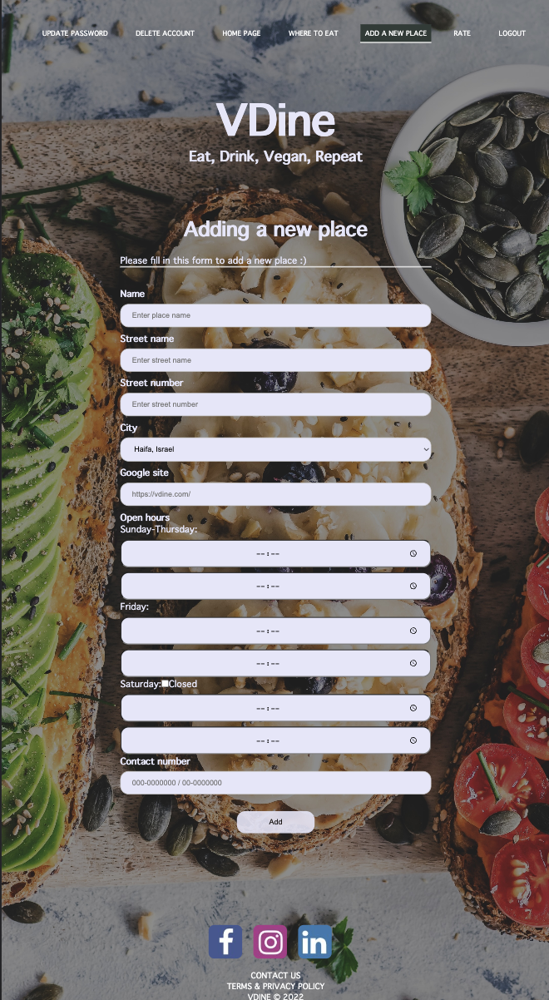 UPDATE PASSWORD DELETE ACCOUNT HOME PAGE WHERE TO EAT ADD A NEW PLACE RATE LOGOUT
VDine
Eat, Drink, Vegan, Repeat
Adding a new place
Please fill in this form to add a new place :)
Name
Enter place name
Street name
Enter street name
Street number
Enter street number
City
Haifa, Israel
Google site
https://vdine.com/
Open hours
Sunday-Thursday:
-- : --
-- : --
Friday:
-- : --
-- : --
Saturday: Closed
-- : --
-- : --
Contact number
000-0000000 / 00-0000000
Add
f in
CONTACT US
TERMS & PRIVACY POLICY
VDINE © 2022